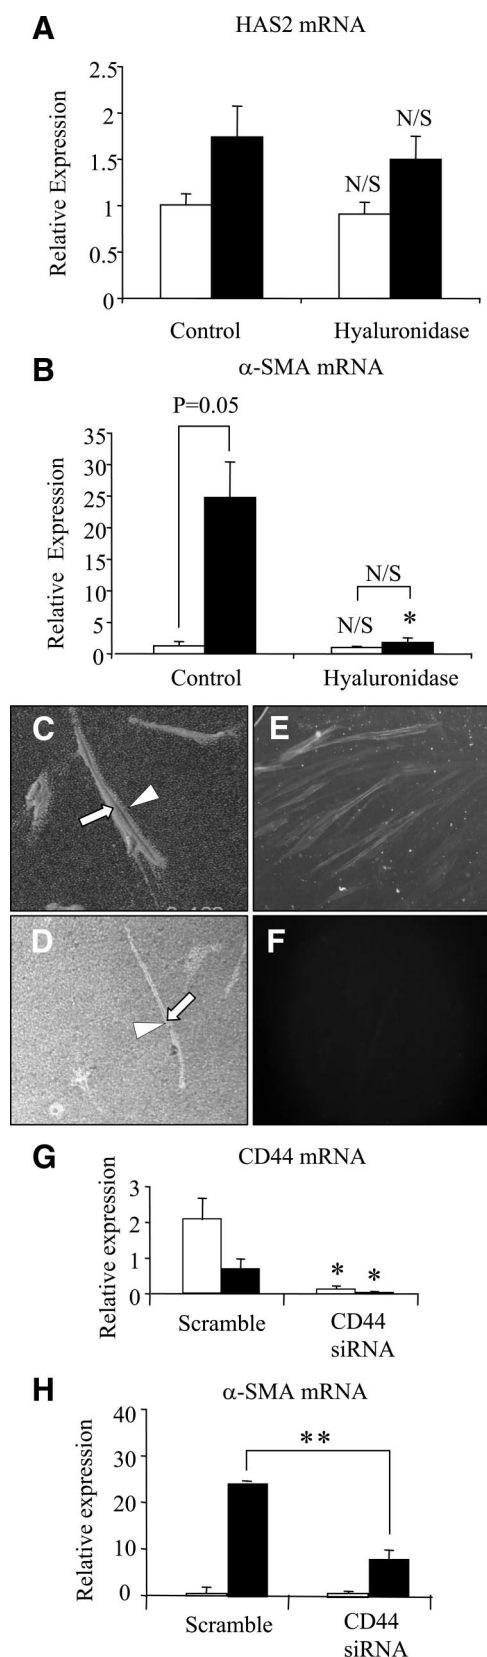 A HAS2 mRNA
Relative Expression
2.5
2
1.5
1
0.5
0
N/S
N/S
Control Hyaluronidase
B α-SMA mRNA
P=0.05
Relative Expression
35
30
25
20
15
10
5
0
N/S
N/S *
Control Hyaluronidase
C E
D F
G CD44 mRNA
Relative expression
3
2
1
0
* *
Scramble CD44
siRNA
H α-SMA mRNA
Relative expression
40
30
20
10
0
**
Scramble CD44
siRNA